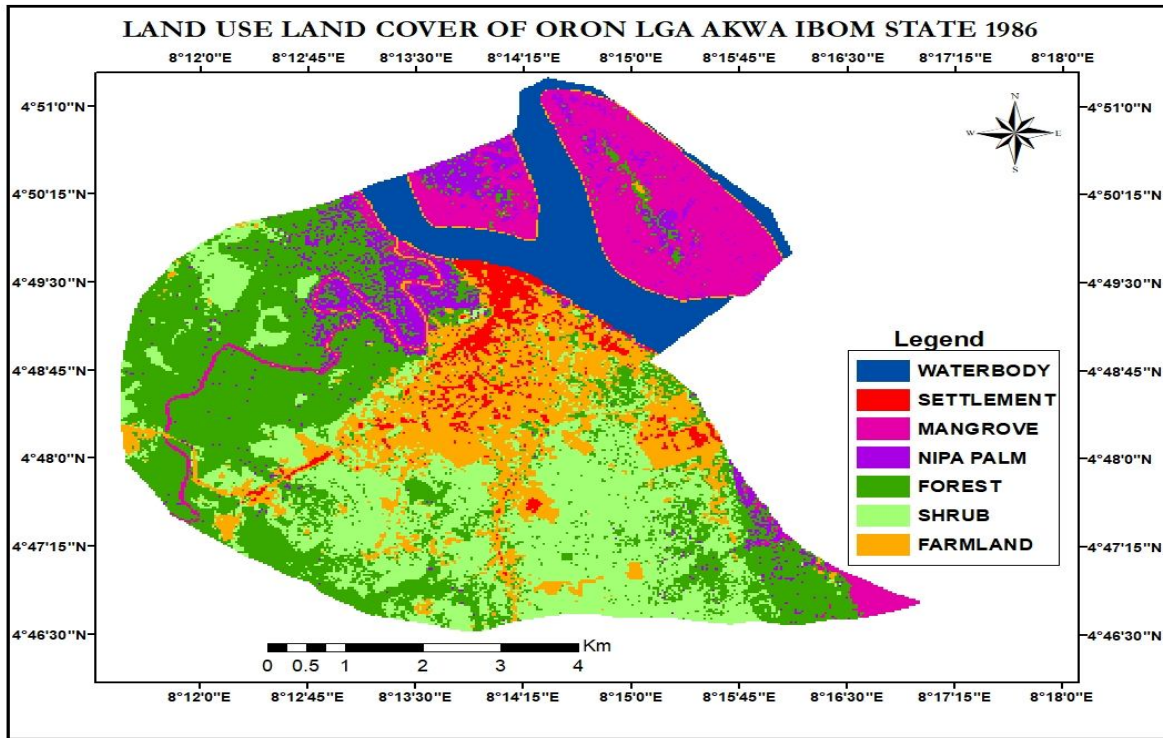 LAND USE LAND COVER OF ORON LGA AKWA IBOM STATE 1986
8°12'0"E 8°12'45"E 8°13'30"E 8°14'15"E 8°15'0"E 8°15'45"E 8°16'30"E 8°17'15"E 8°18'0"E
4°51'0"N 4°51'0"N
N
W E
S
4°50'15"N 4°50'15"N
4°49'30"N 4°49'30"N
Legend
4°48'45"N 4°48'45"N
WATERBODY
SETTLEMENT
MANGROVE
4°48'0"N 4°48'0"N
NIPA PALM
FOREST
SHRUB
FARMLAND
4°47'15"N 4°47'15"N
4°46'30"N 4°46'30"N
Km
0 0.5 1 2 3 4
8°12'0"E 8°12'45"E 8°13'30"E 8°14'15"E 8°15'0"E 8°15'45"E 8°16'30"E 8°17'15"E 8°18'0"E